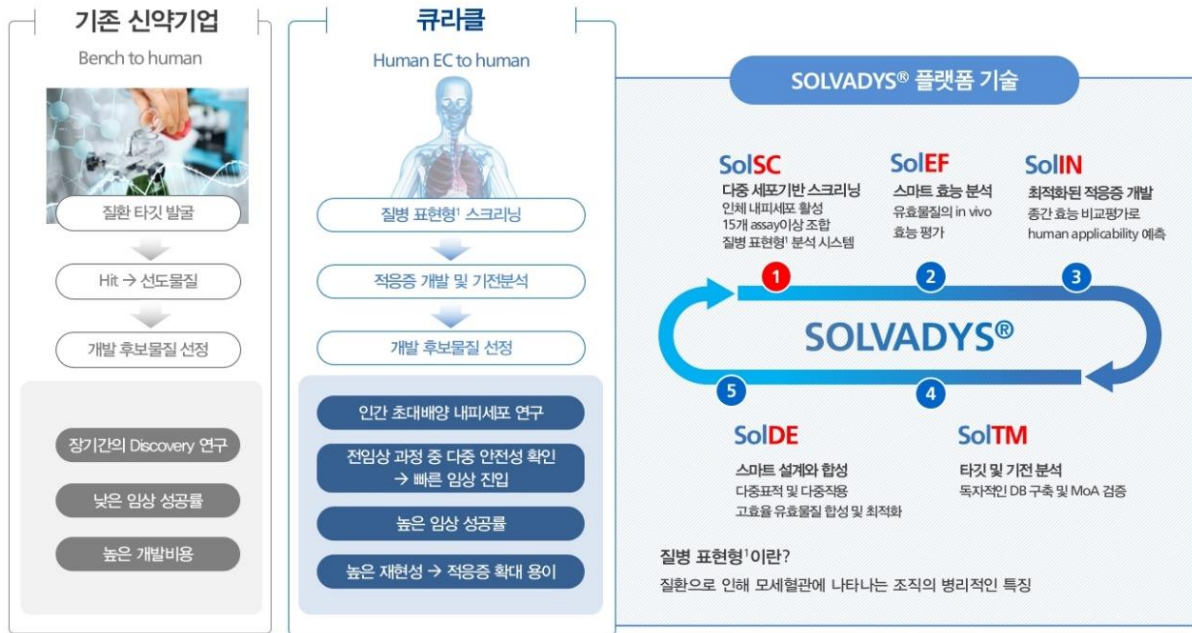 기존 신약기업
Bench to human
질환 타깃 발굴
Hit → 선도물질
개발 후보물질 선정
장기간의 Discovery 연구
낮은 임상 성공률
높은 개발비용
큐라클
Human EC to human
질병 표현형¹ 스크리닝
적응증 개발 및 기전분석
개발 후보물질 선정
인간 초대배양 내피세포 연구
전임상 과정 중 다중 안전성 확인
→ 빠른 임상 진입
높은 임상 성공률
높은 재현성 → 적응증 확대 용이
SOLVADYS® 플랫폼 기술
SolSC
다중 세포기반 스크리닝
인체 내피세포 활성
15개 assay이상 조합
질병 표현형¹ 분석 시스템
SolEF
스마트 효능 분석
유효물질의 in vivo
효능 평가
SolIN
최적화된 적응증 개발
종간 효능 비교평가로
human applicability 예측
1
2
3
SOLVADYS®
5
4
SolDE
스마트 설계와 합성
다중표적 및 다중작용
고효율 유효물질 합성 및 최적화
SolTM
타깃 및 기전 분석
독자적인 DB 구축 및 MoA 검증
질병 표현형¹이란?
질환으로 인해 모세혈관에 나타나는 조직의 병리적인 특징